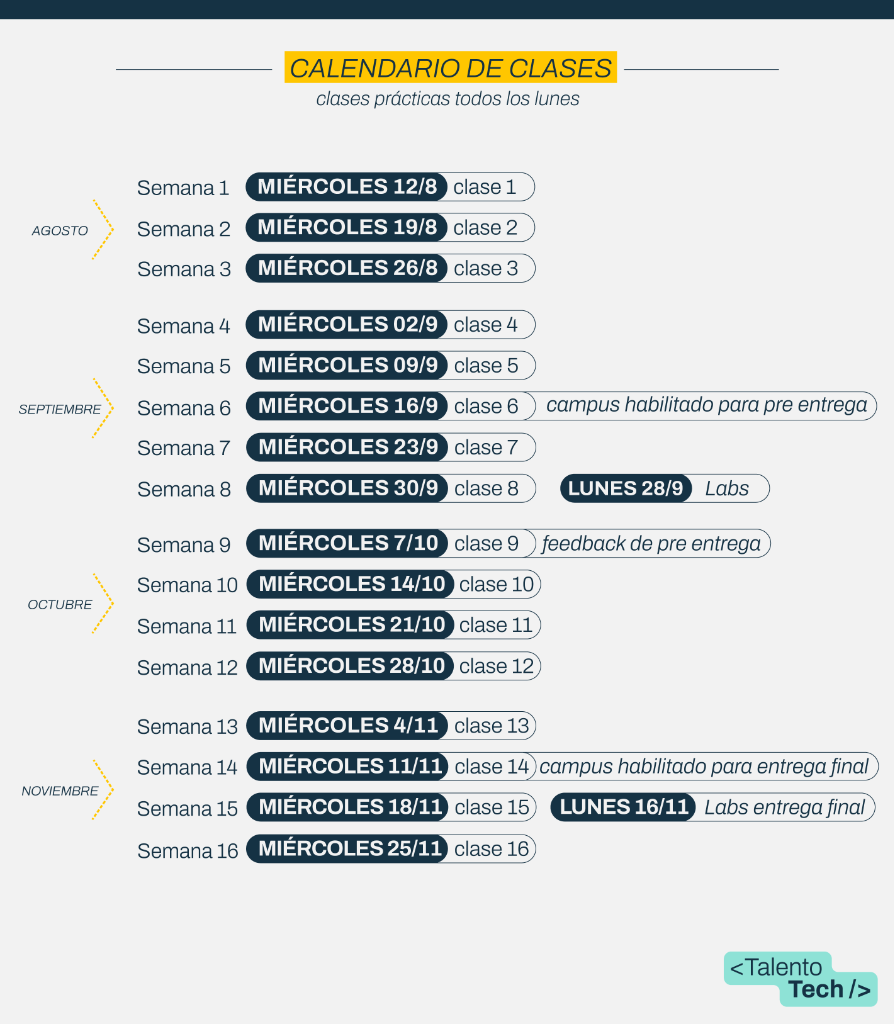 CALENDARIO DE CLASES
clases prácticas todos los lunes
AGOSTO
Semana 1 MIÉRCOLES 12/8 clase 1
Semana 2 MIÉRCOLES 19/8 clase 2
Semana 3 MIÉRCOLES 26/8 clase 3
SEPTIEMBRE
Semana 4 MIÉRCOLES 02/9 clase 4
Semana 5 MIÉRCOLES 09/9 clase 5
Semana 6 MIÉRCOLES 16/9 clase 6 campus habilitado para pre entrega
Semana 7 MIÉRCOLES 23/9 clase 7
Semana 8 MIÉRCOLES 30/9 clase 8 LUNES 28/9 Labs
OCTUBRE
Semana 9 MIÉRCOLES 7/10 clase 9 feedback de pre entrega
Semana 10 MIÉRCOLES 14/10 clase 10
Semana 11 MIÉRCOLES 21/10 clase 11
Semana 12 MIÉRCOLES 28/10 clase 12
NOVIEMBRE
Semana 13 MIÉRCOLES 4/11 clase 13
Semana 14 MIÉRCOLES 11/11 clase 14 campus habilitado para entrega final
Semana 15 MIÉRCOLES 18/11 clase 15 LUNES 16/11 Labs entrega final
Semana 16 MIÉRCOLES 25/11 clase 16
<Talento
Tech />